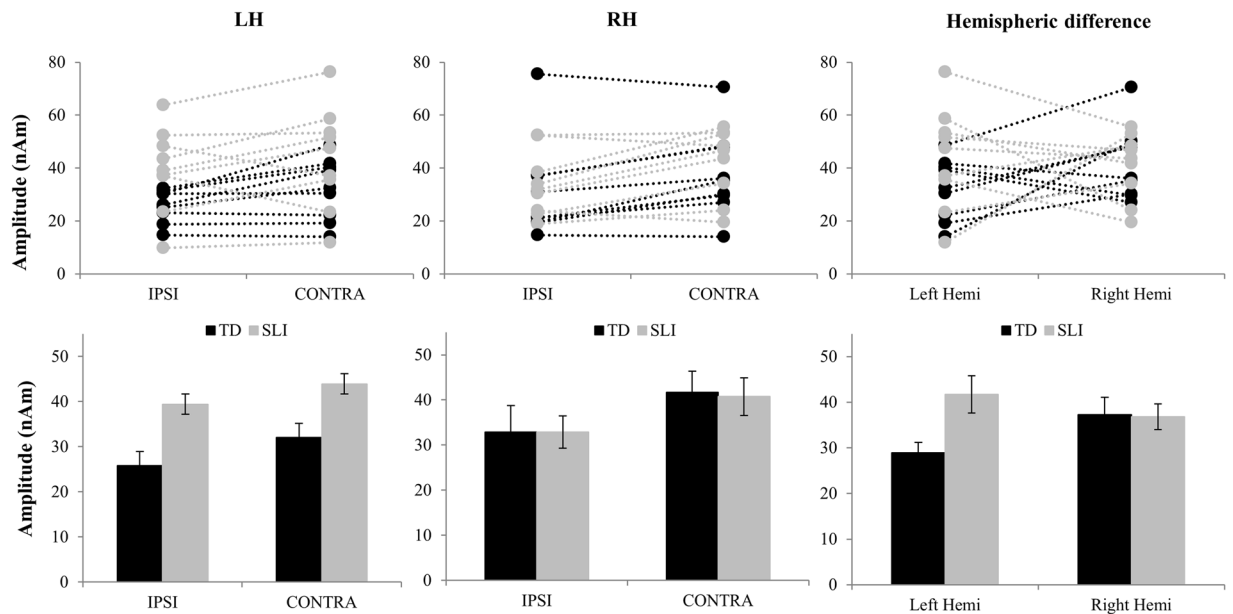 LH
RH
Hemispheric difference
Amplitude (nAm)
80
60
40
20
0
IPSI
CONTRA
80
60
40
20
0
IPSI
CONTRA
80
60
40
20
0
Left Hemi
Right Hemi
Amplitude (nAm)
TD SLI
50
40
30
20
10
0
IPSI
CONTRA
TD SLI
50
40
30
20
10
0
IPSI
CONTRA
TD SLI
50
40
30
20
10
0
Left Hemi
Right Hemi